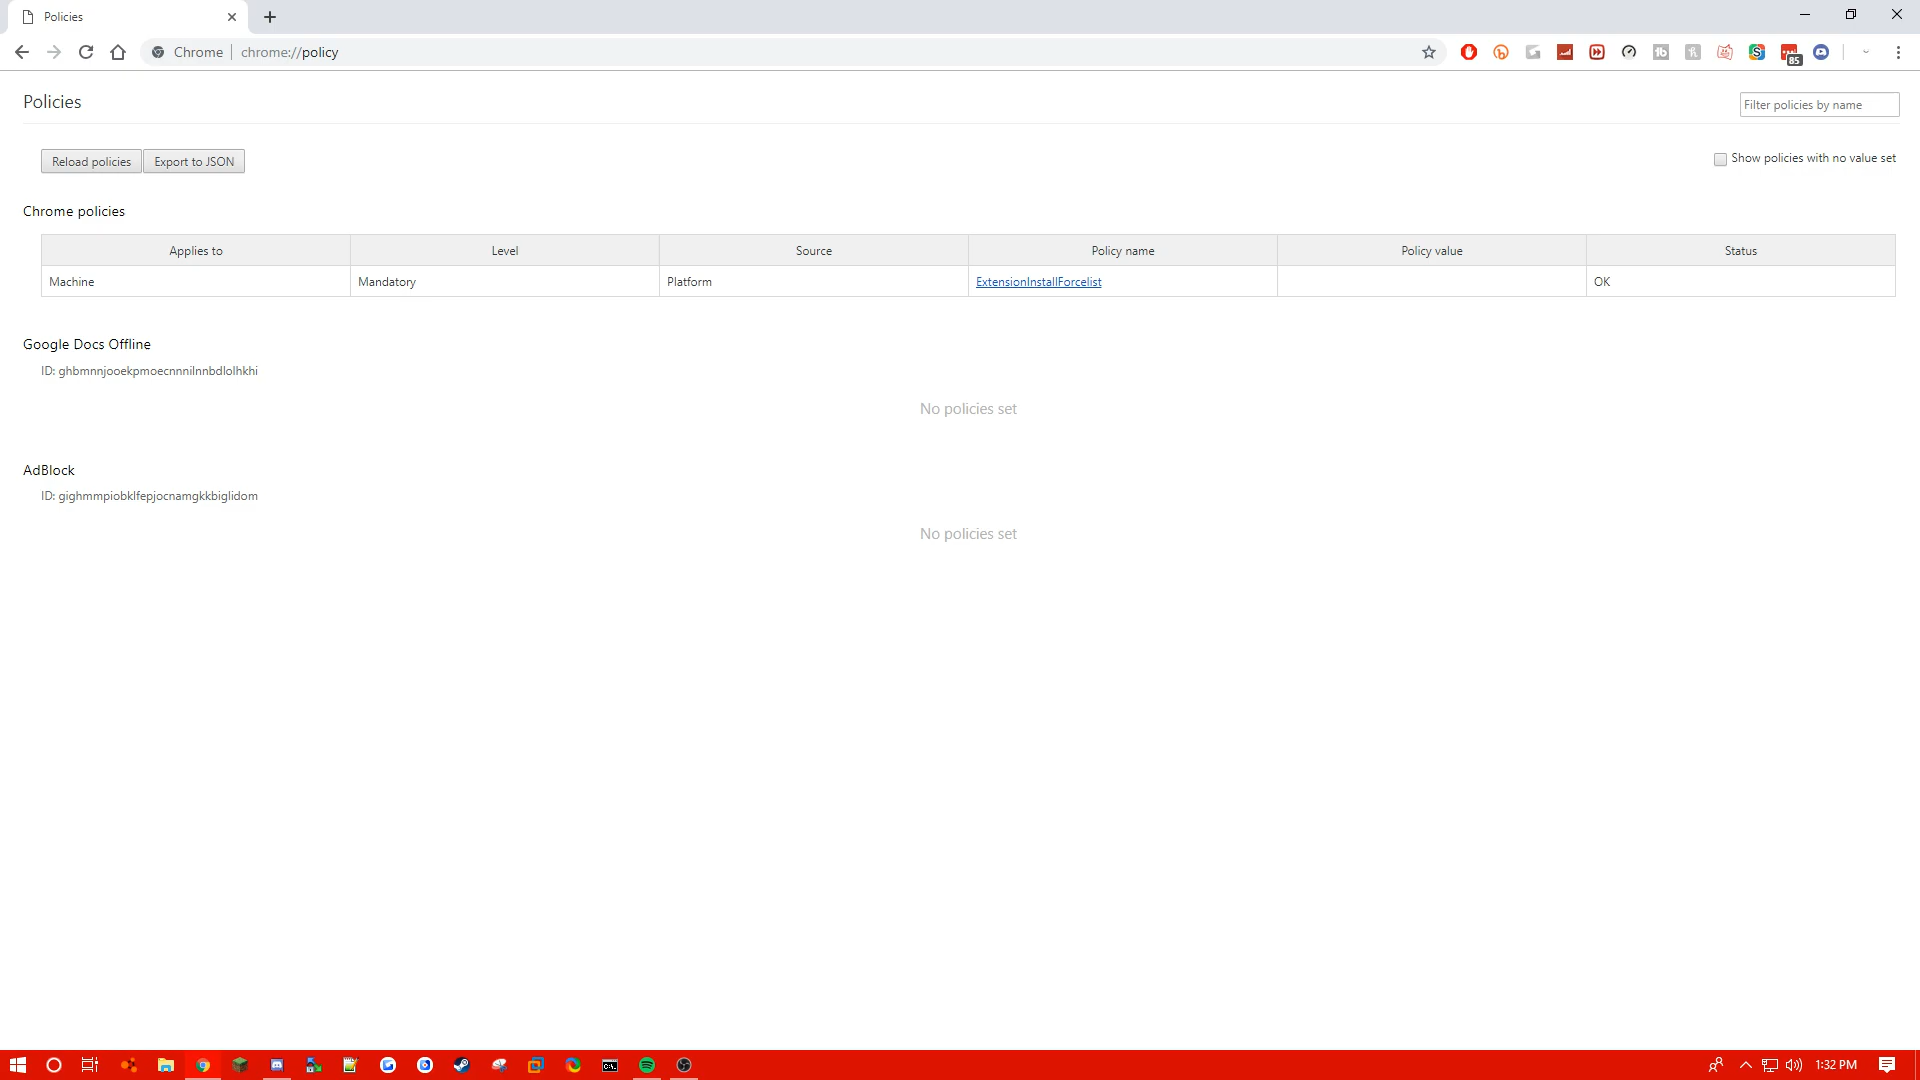 Policies
Chrome
chrome://policy
85
Policies
Filter policies by name
Reload policies
Export to JSON
Show policies with no value set
Chrome policies
Applies to Level Source Policy name Policy value Status
Machine Mandatory Platform ExtensionInstallForcelist OK
Google Docs Offline
ID: ghbmnnjooekpmoecnnnilnnbdlolhkhi
No policies set
AdBlock
ID: gighmmpiobklfepjocnamgkkbiglidom
No policies set
1:32 PM